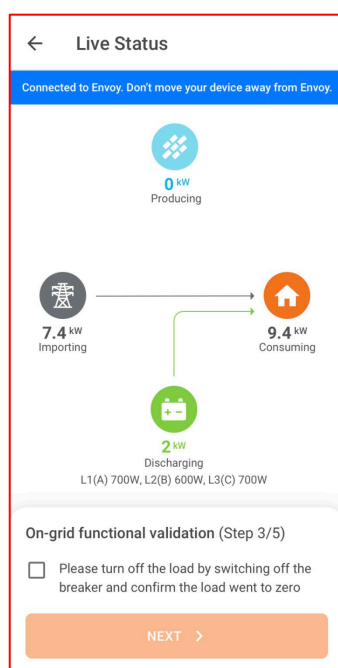 Live Status
Connected to Envoy. Don't move your device away from Envoy.
0 kW
Producing
7.4 kW
Importing
9.4 kW
Consuming
2 kW
Discharging
L1(A) 700W, L2(B) 600W, L3(C) 700W
On-grid functional validation (Step 3/5)
Please turn off the load by switching off the
breaker and confirm the load went to zero
NEXT